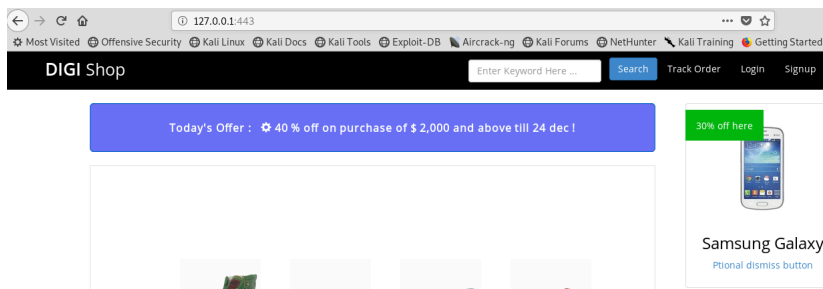 127.0.0.1:443
Most Visited Offensive Security Kali Linux Kali Docs Kali Tools Exploit-DB Aircrack-ng Kali Forums NetHunter Kali Training Getting Started
DIGI Shop Enter Keyword Here ... Search Track Order Login Signup
Today's Offer : 40 % off on purchase of $ 2,000 and above till 24 dec !
30% off here
Samsung Galaxy
Ptional dismiss button